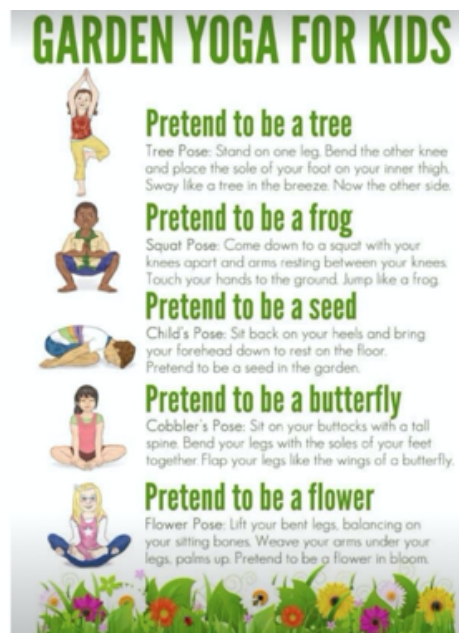 GARDEN YOGA FOR KIDS
Pretend to be a tree
Tree Pose: Stand on one leg. Bend the other knee
and place the sole of your foot on your inner thigh.
Sway like a tree in the breeze. Now the other side.
Pretend to be a frog
Squat Pose: Come down to a squat with your
knees apart and arms resting between your knees.
Touch your hands to the ground. Jump like a frog.
Pretend to be a seed
Child's Pose: Sit back on your heels and bring
your forehead down to rest on the floor.
Pretend to be a seed in the garden.
Pretend to be a butterfly
Cobbler's Pose: Sit on your buttocks with a tall
spine. Bend your legs with the soles of your feet
together. Flap your legs like the wings of a butterfly.
Pretend to be a flower
Flower Pose: Lift your bent legs, balancing on
your sitting bones. Weave your arms under your
legs, palms up. Pretend to be a flower in bloom.